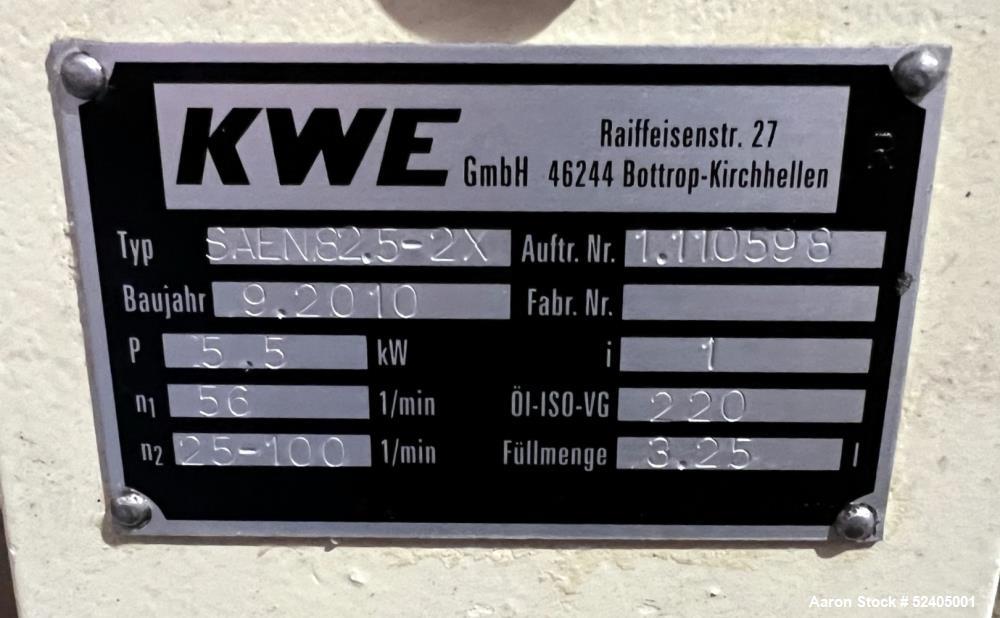 KWE GmbH
Raiffeisenstr. 27
46244 Bottrop-Kirchhellen
R
Typ SAEN82.5-2X Auftr. Nr. 1.110598
Baujahr 9.2010 Fabr. Nr.
P 5,5 kW i 1
n1 56 1/min Öl-ISO-VG 220
n2 25-100 1/min Füllmenge 3.25 l
Aaron Stock # 52405001